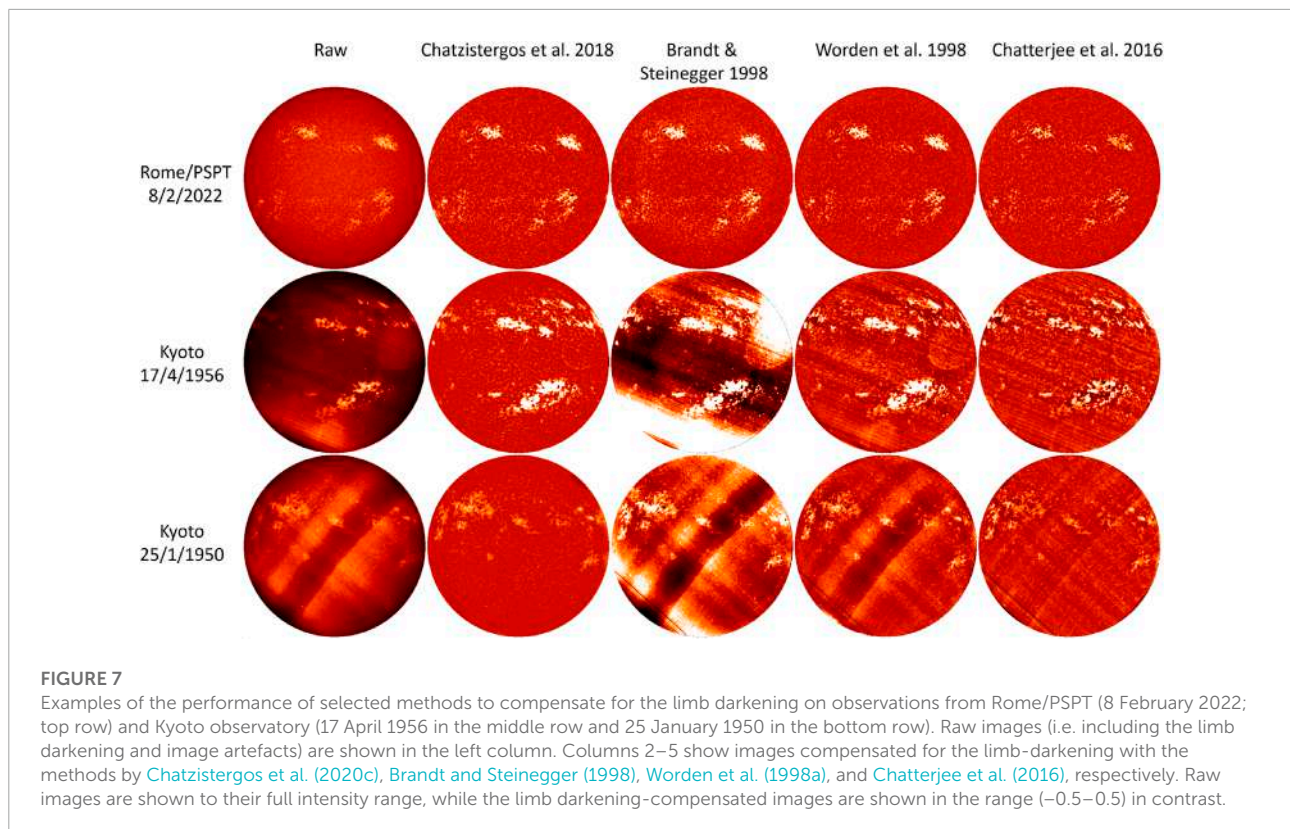 Raw
Chatzistergos et al. 2018
Brandt &
Steinegger 1998
Worden et al. 1998
Chatterjee et al. 2016
Rome/PSPT
8/2/2022
Kyoto
17/4/1956
Kyoto
25/1/1950
FIGURE 7
Examples of the performance of selected methods to compensate for the limb darkening on observations from Rome/PSPT (8 February 2022;
top row) and Kyoto observatory (17 April 1956 in the middle row and 25 January 1950 in the bottom row). Raw images (i.e. including the limb
darkening and image artefacts) are shown in the left column. Columns 2–5 show images compensated for the limb-darkening with the
methods by Chatzistergos et al. (2020c), Brandt and Steinegger (1998), Worden et al. (1998a), and Chatterjee et al. (2016), respectively. Raw
images are shown to their full intensity range, while the limb darkening-compensated images are shown in the range (−0.5–0.5) in contrast.